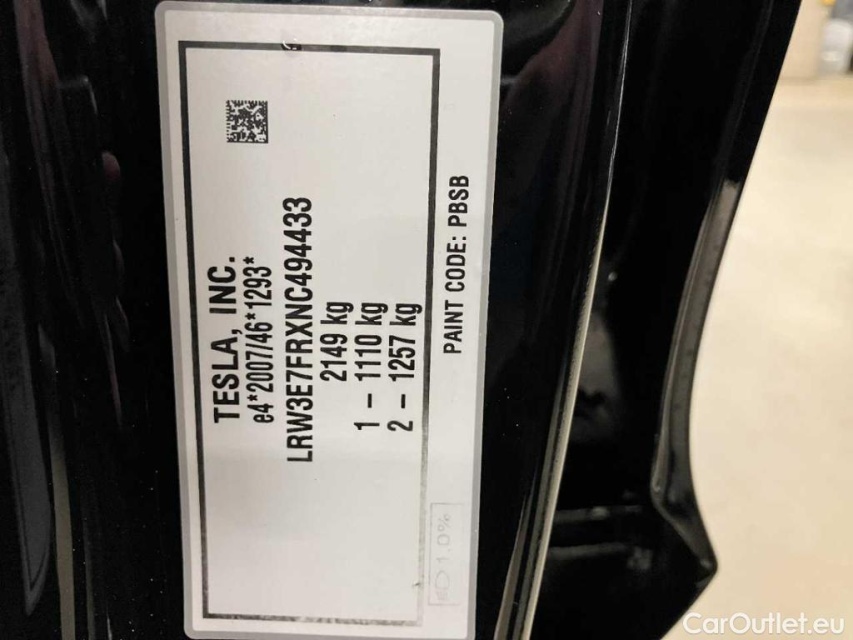 TESLA, INC.
e4*2007/46*1293*
LRW3E7FRXNC494433
2149 kg
1 - 1110 kg
2 - 1257 kg
PAINT CODE: PBSB
1.0%
CarOutlet.eu